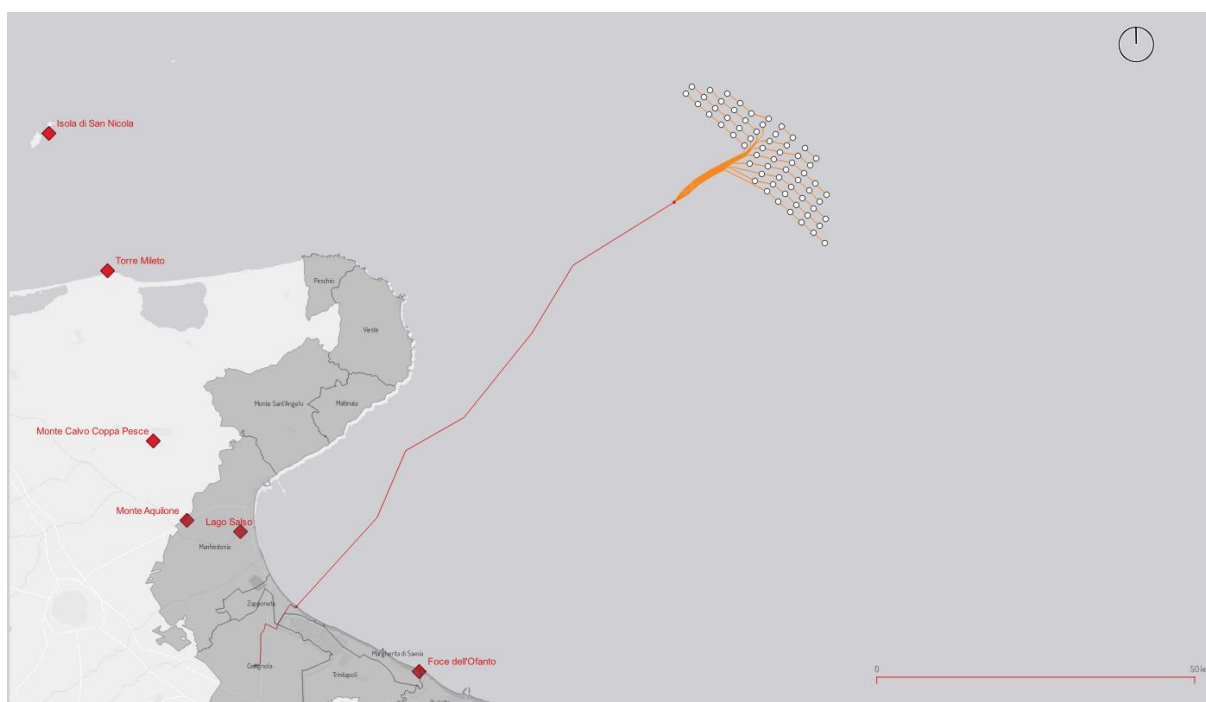 Isola di San Nicola
Torre Mileto
Peschici
Vieste
Monte Sant'Angelo
Mattinata
Monte Calvo Coppa Pesce
Monte Aquilone
Lago Salso
Manfredonia
Zapponeta
Margherita di Savoia
Foce dell'Ofanto
Cerignola
Trinitapoli
0
50 km